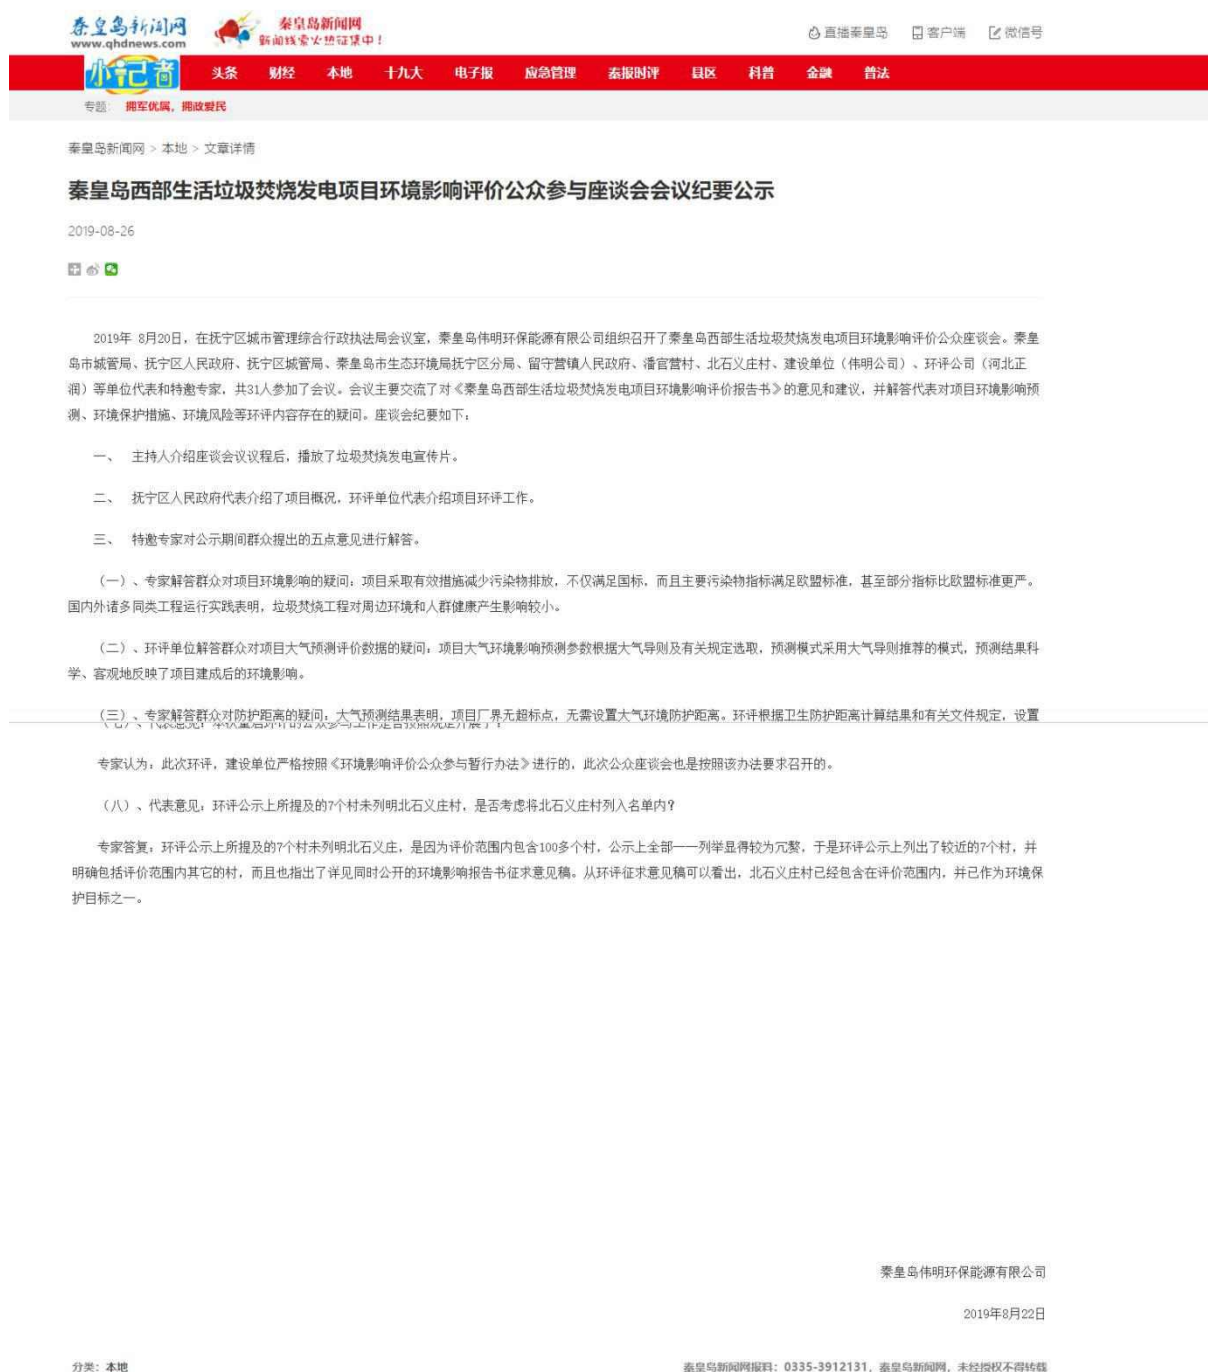 秦皇岛新闻网
www.qhdnews.com
秦皇岛新闻网
新闻线索火热征集中！
直播秦皇岛 客户端 微信号
小记者 头条 财经 本地 十九大 电子报 应急管理 秦报时评 县区 科普 金融 普法
专题： 拥军优属，拥政爱民
秦皇岛新闻网 > 本地 > 文章详情
秦皇岛西部生活垃圾焚烧发电项目环境影响评价公众参与座谈会会议纪要公示
2019-08-26
2019年 8月20日，在抚宁区城市管理综合行政执法局会议室，秦皇岛伟明环保能源有限公司组织召开了秦皇岛西部生活垃圾焚烧发电项目环境影响评价公众座谈会。秦皇
岛市城管局、抚宁区人民政府、抚宁区城管局、秦皇岛市生态环境局抚宁区分局、留守营镇人民政府、潘官营村、北石义庄村、建设单位（伟明公司）、环评公司（河北正
润）等单位代表和特邀专家，共31人参加了会议。会议主要交流了对《秦皇岛西部生活垃圾焚烧发电项目环境影响评价报告书》的意见和建议，并解答代表对项目环境影响预
测、环境保护措施、环境风险等环评内容存在的疑问。座谈会纪要如下：
一、 主持人介绍座谈会议议程后，播放了垃圾焚烧发电宣传片。
二、 抚宁区人民政府代表介绍了项目概况，环评单位代表介绍项目环评工作。
三、 特邀专家对公示期间群众提出的五点意见进行解答。
（一）、专家解答群众对项目环境影响的疑问：项目采取有效措施减少污染物排放，不仅满足国标，而且主要污染物指标满足欧盟标准，甚至部分指标比欧盟标准更严。
国内外诸多同类工程运行实践表明，垃圾焚烧工程对周边环境和人群健康产生影响较小。
（二）、环评单位解答群众对项目大气预测评价数据的疑问：项目大气环境影响预测参数根据大气导则及有关规定选取，预测模式采用大气导则推荐的模式，预测结果科
学、客观地反映了项目建成后的环境影响。
（三）、专家解答群众对防护距离的疑问：大气预测结果表明，项目厂界无超标点，无需设置大气环境防护距离。环评根据卫生防护距离计算结果和有关文件规定，设置
专家认为：此次环评，建设单位严格按照《环境影响评价公众参与暂行办法》进行的，此次公众座谈会也是按照该办法要求召开的。
（八）、代表意见：环评公示上所提及的7个村未列明北石义庄村，是否考虑将北石义庄村列入名单内？
专家答复：环评公示上所提及的7个村未列明北石义庄，是因为评价范围内包含100多个村，公示上全部一一列举显得较为冗赘，于是环评公示上列出了较近的7个村，并
明确包括评价范围内其它的村，而且也指出了详见同时公开的环境影响报告书征求意见稿。从环评征求意见稿可以看出，北石义庄村已经包含在评价范围内，并已作为环境保
护目标之一。
秦皇岛伟明环保能源有限公司
2019年8月22日
分类：本地
秦皇岛新闻网报料：0335-3912131，秦皇岛新闻网，未经授权不得转载